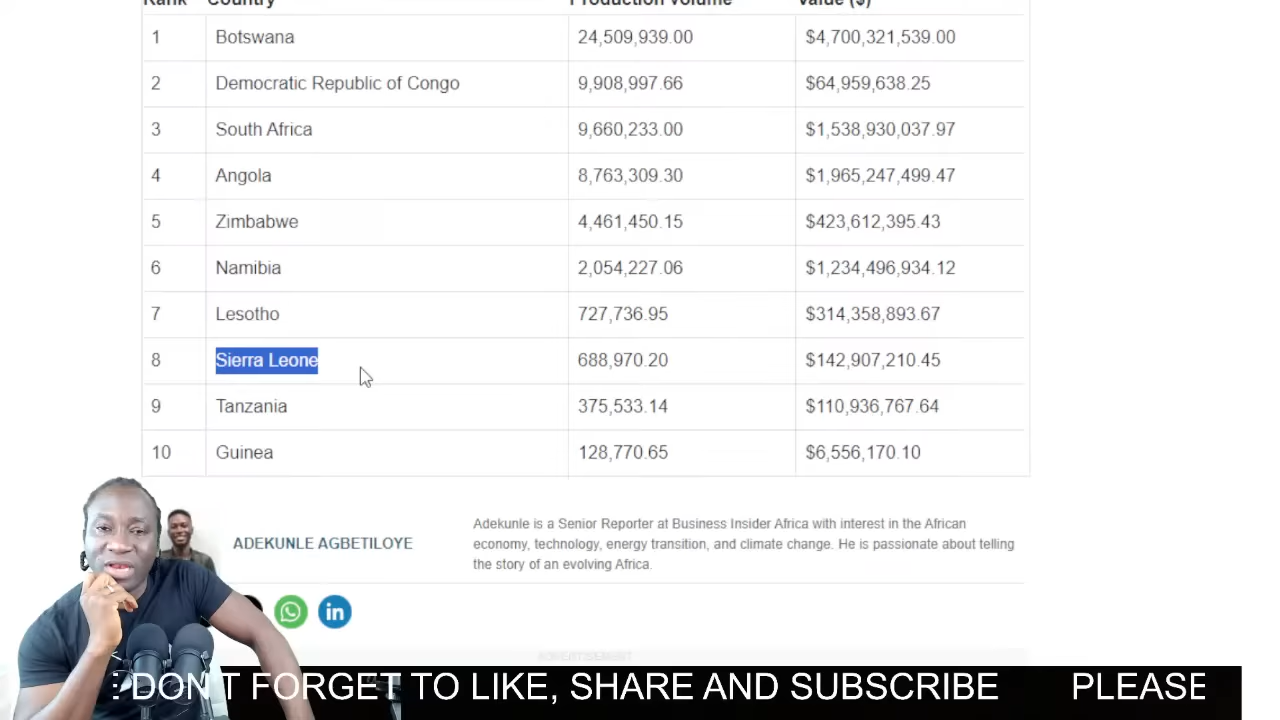 Rank Country Production Volume Value ($)
1 Botswana 24,509,939.00 $4,700,321,539.00
2 Democratic Republic of Congo 9,908,997.66 $64,959,638.25
3 South Africa 9,660,233.00 $1,538,930,037.97
4 Angola 8,763,309.30 $1,965,247,499.47
5 Zimbabwe 4,461,450.15 $423,612,395.43
6 Namibia 2,054,227.06 $1,234,496,934.12
7 Lesotho 727,736.95 $314,358,893.67
8 Sierra Leone 688,970.20 $142,907,210.45
9 Tanzania 375,533.14 $110,936,767.64
10 Guinea 128,770.65 $6,556,170.10
ADEKUNLE AGBETILOYE
Adekunle is a Senior Reporter at Business Insider Africa with interest in the African
economy, technology, energy transition, and climate change. He is passionate about telling
the story of an evolving Africa.
in
ADVERTISEMENT
: DON'T FORGET TO LIKE, SHARE AND SUBSCRIBE PLEASE